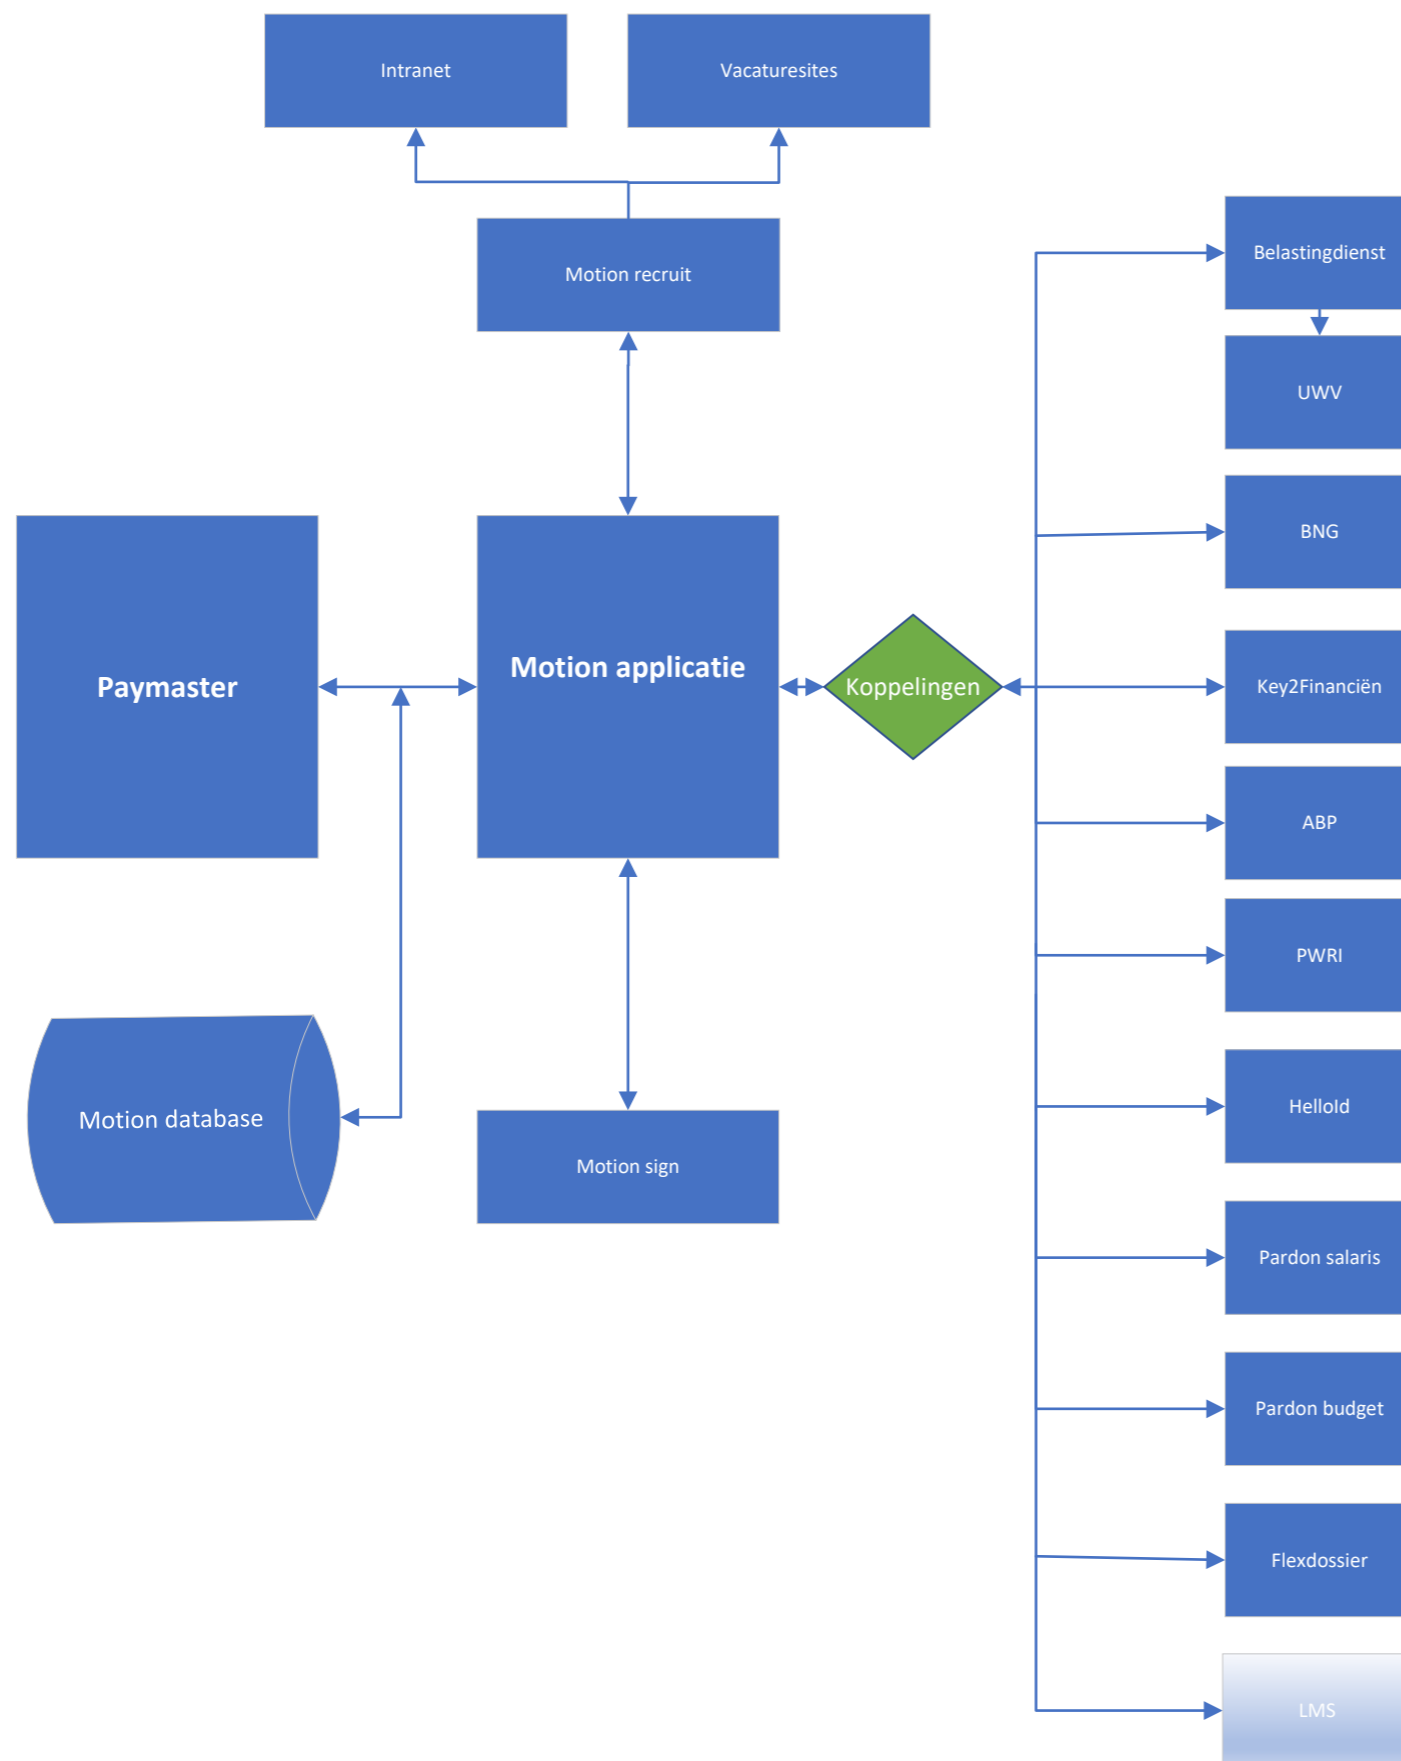 Intranet
Vacaturesites
Motion recruit
Belastingdienst
UWV
BNG
Paymaster
Motion applicatie
Koppelingen
Key2Financiën
ABP
PWRI
Motion database
Motion sign
HelloId
Pardon salaris
Pardon budget
Flexdossier
LMS